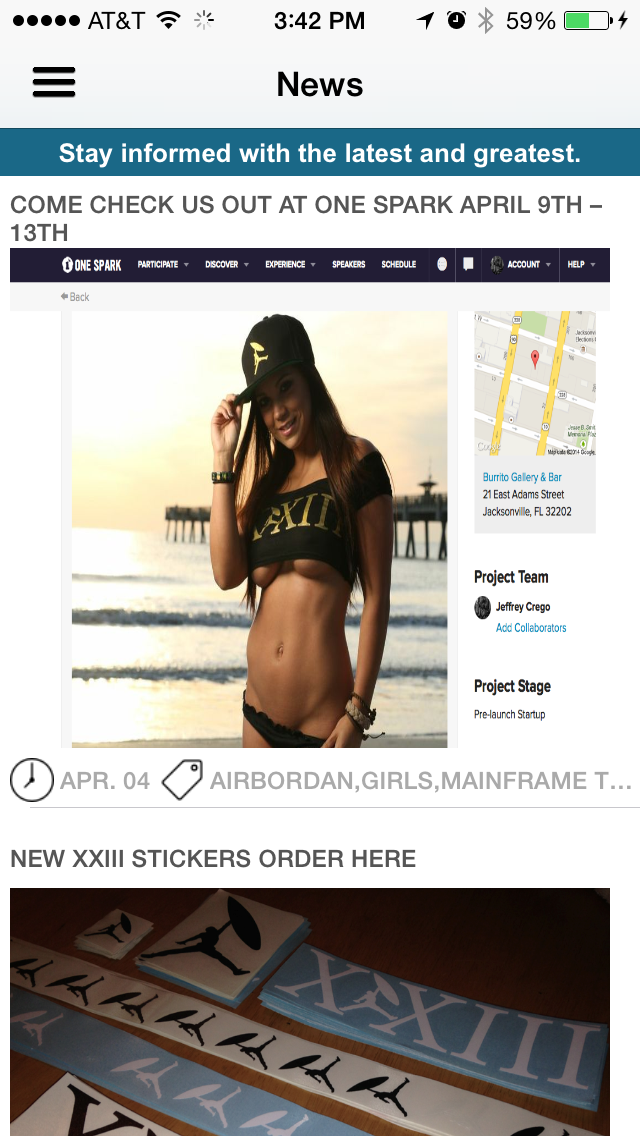 AT&T 3:42 PM 59%
News
Stay informed with the latest and greatest.
COME CHECK US OUT AT ONE SPARK APRIL 9TH –
13TH
ONE SPARK PARTICIPATE DISCOVER EXPERIENCE SPEAKERS SCHEDULE ACCOUNT HELP
Back
XXIII
Google
Burrito Gallery & Bar
21 East Adams Street
Jacksonville, FL 32202
Project Team
Jeffrey Crego
Add Collaborators
Project Stage
Pre-launch Startup
APR. 04 AIRBORDAN,GIRLS,MAINFRAME T...
NEW XXIII STICKERS ORDER HERE
XXIII